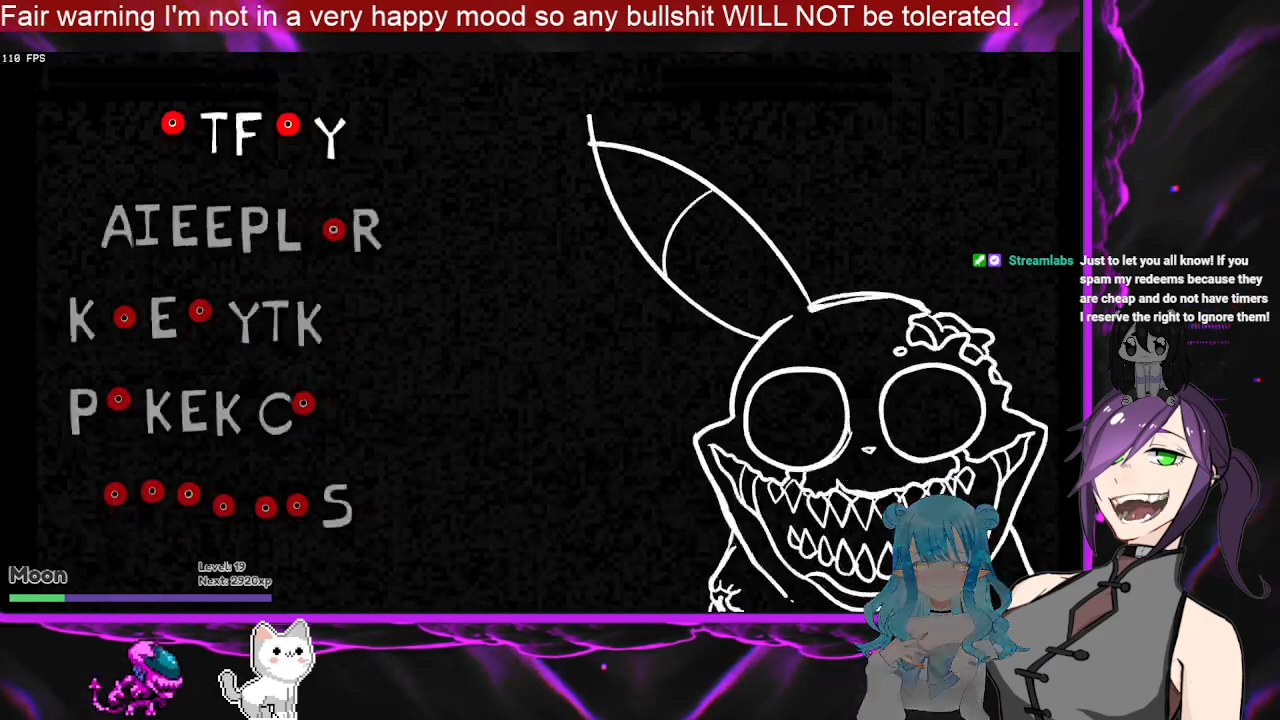 Fair warning I'm not in a very happy mood so any bullshit WILL NOT be tolerated.
110 FPS
TF Y
AIEEPL R
K E YTK
P KEK C
S
Streamlabs Just to let you all know! If you
spam my redeems because they
are cheap and do not have timers
I reserve the right to Ignore them!
Moon
Level: 19
Next: 2920xp